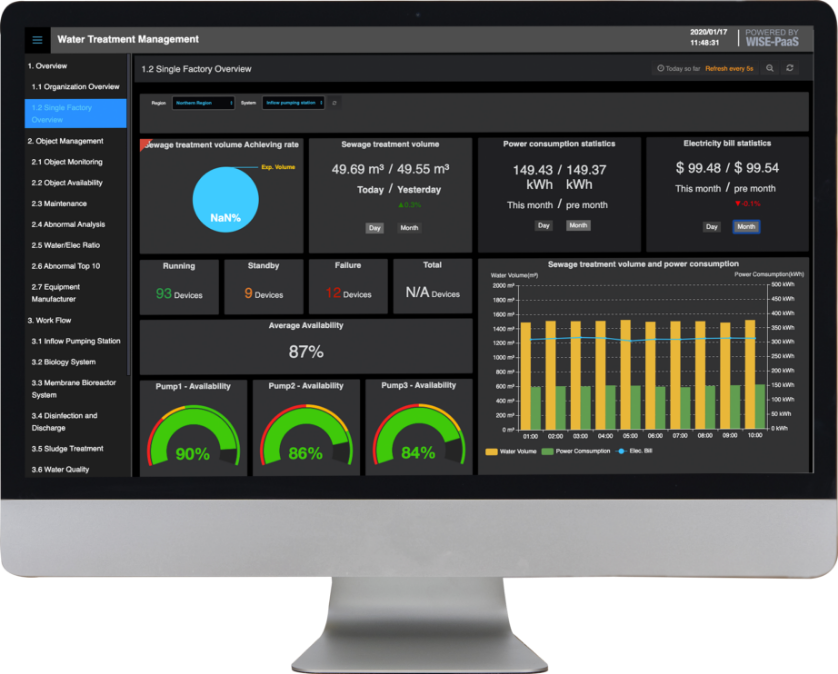 Water Treatment Management
2020/01/17
11:48:31
POWERED BY
WISE-PaaS
1. Overview
1.1 Organization Overview
1.2 Single Factory
Overview
2. Object Management
2.1 Object Monitoring
2.2 Object Availability
2.3 Maintenance
2.4 Abnormal Analysis
2.5 Water/Elec Ratio
2.6 Abnormal Top 10
2.7 Equipment
Manufacturer
3. Work Flow
3.1 Inflow Pumping Station
3.2 Biology System
3.3 Membrane Bioreactor
System
3.4 Disinfection and
Discharge
3.5 Sludge Treatment
3.6 Water Quality
1.2 Single Factory Overview
Today so far Refresh every 5s
Region Northern Region System Inflow pumping station
Sewage treatment volume Achieving rate
Exp. Volume
NaN%
Sewage treatment volume
49.69 m³ / 49.55 m³
Today / Yesterday
▲0.3%
Day Month
Power consumption statistics
149.43 / 149.37
kWh kWh
This month / pre month
Day Month
Electricity bill statistics
$ 99.48 / $ 99.54
This month / pre month
▼-0.1%
Day Month
Running
93 Devices
Standby
9 Devices
Failure
12 Devices
Total
N/A Devices
Average Availability
87%
Pump1 - Availability
90%
Pump2 - Availability
86%
Pump3 - Availability
84%
Sewage treatment volume and power consumption
Water Volume(m³)
Power Comsumption(kWh)
2000 m³
1800 m³
1600 m³
1400 m³
1200 m³
1000 m³
800 m³
600 m³
400 m³
200 m³
0 m³
500 kWh
450 kWh
400 kWh
350 kWh
300 kWh
250 kWh
200 kWh
150 kWh
100 kWh
50 kWh
0 kWh
01:00 02:00 03:00 04:00 05:00 06:00 07:00 08:00 09:00 10:00
Water Volume Power Comsumption Elec. Bill